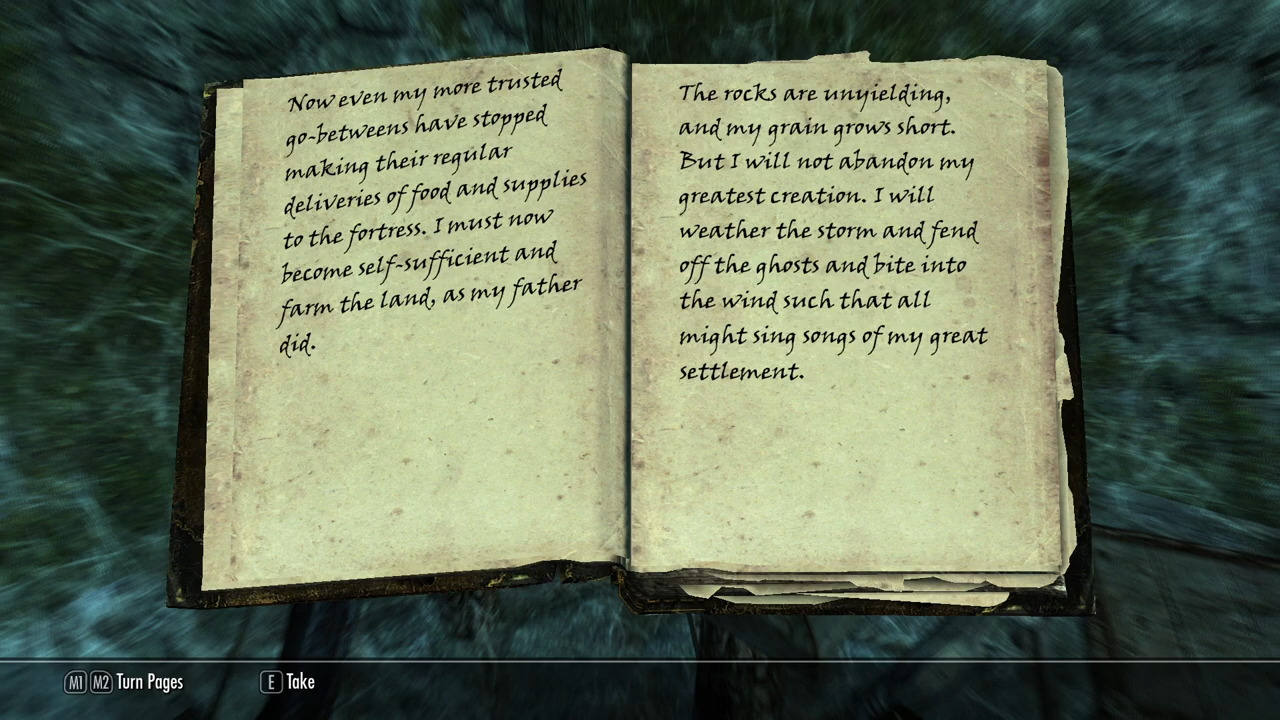 Now even my more trusted
go-betweens have stopped
making their regular
deliveries of food and supplies
to the fortress. I must now
become self-sufficient and
farm the land, as my father
did.
The rocks are unyielding,
and my grain grows short.
But I will not abandon my
greatest creation. I will
weather the storm and fend
off the ghosts and bite into
the wind such that all
might sing songs of my great
settlement.
M1 M2 Turn Pages
E Take